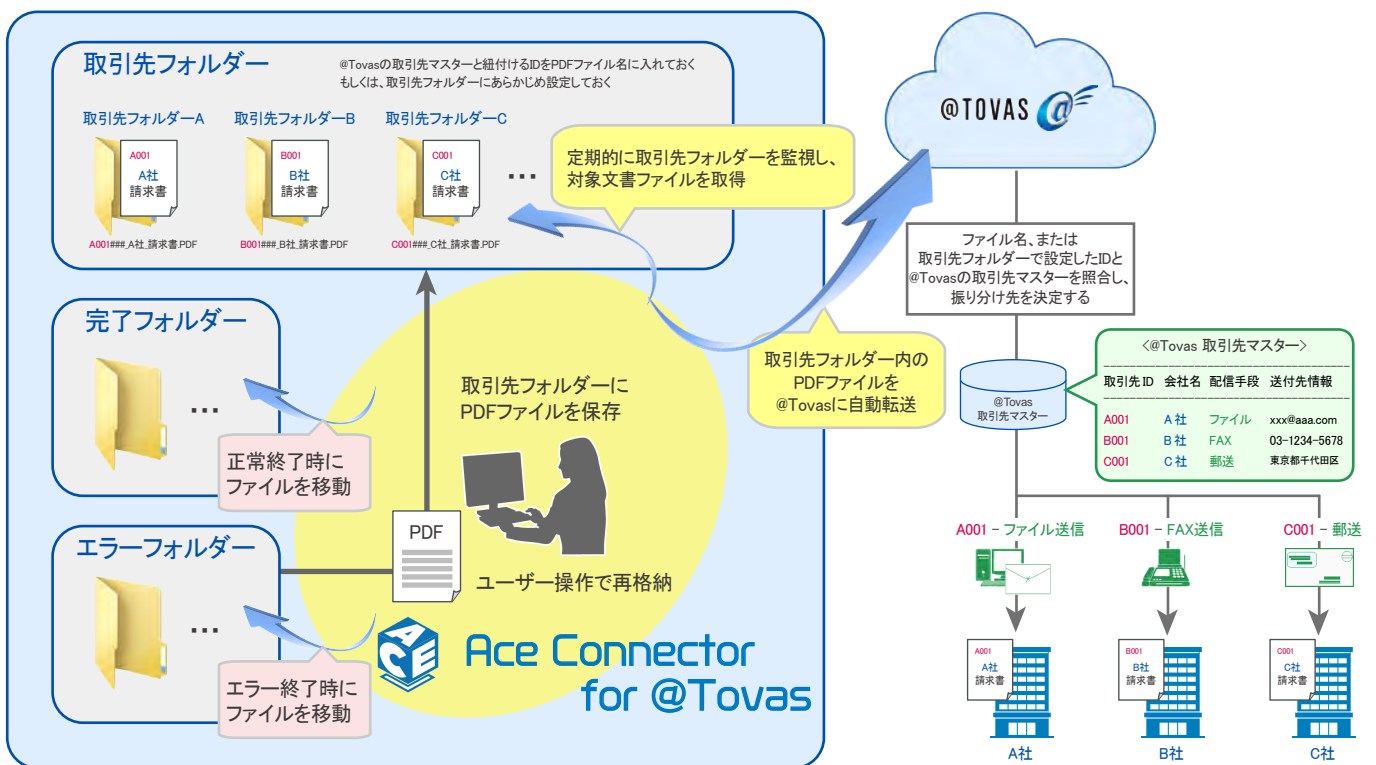 取引先フォルダー
@Tovasの取引先マスターと紐付けるIDをPDFファイル名に入れておく
もしくは、取引先フォルダーにあらかじめ設定しておく
取引先フォルダーA
取引先フォルダーB
取引先フォルダーC
A001
A社
請求書
B001
B社
請求書
C001
C社
請求書
…
A001###_A社_請求書.PDF
B001###_B社_請求書.PDF
C001###_C社_請求書.PDF
定期的に取引先フォルダーを監視し、
対象文書ファイルを取得
@TOVAS @
ファイル名、または
取引先フォルダーで設定したIDと
@Tovasの取引先マスターを照合し、
振り分け先を決定する
完了フォルダー
…
正常終了時に
ファイルを移動
取引先フォルダーに
PDFファイルを保存
取引先フォルダー内の
PDFファイルを
@Tovasに自動転送
@Tovas
取引先マスター
<@Tovas 取引先マスター>
取引先ID 会社名 配信手段 送付先情報
A001 A社 ファイル xxx@aaa.com
B001 B社 FAX 03-1234-5678
C001 C社 郵送 東京都千代田区
エラーフォルダー
…
エラー終了時に
ファイルを移動
PDF
ユーザー操作で再格納
ACE
Ace Connector
for @Tovas
A001-ファイル送信
B001-FAX送信
C001-郵送
A001
A社
請求書
B001
B社
請求書
C001
C社
請求書
A社
B社
C社